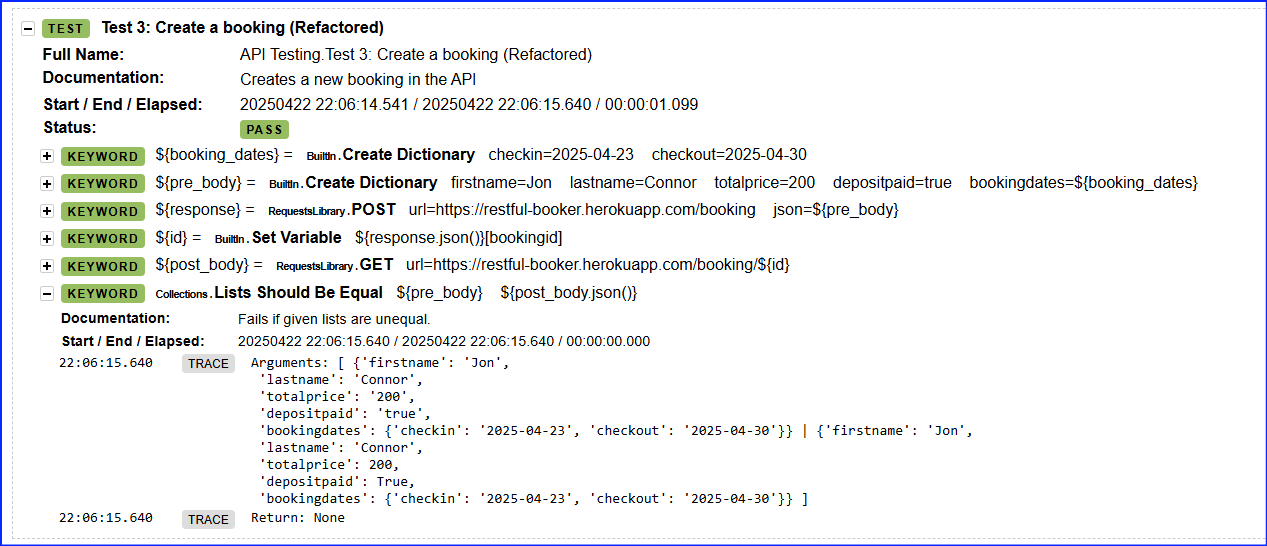 TEST Test 3: Create a booking (Refactored)
Full Name: API Testing.Test 3: Create a booking (Refactored)
Documentation: Creates a new booking in the API
Start / End / Elapsed: 20250422 22:06:14.541 / 20250422 22:06:15.640 / 00:00:01.099
Status: PASS
KEYWORD ${booking_dates} = BuiltIn.Create Dictionary checkin=2025-04-23 checkout=2025-04-30
KEYWORD ${pre_body} = BuiltIn.Create Dictionary firstname=Jon lastname=Connor totalprice=200 depositpaid=true bookingdates=${booking_dates}
KEYWORD ${response} = RequestsLibrary.POST url=https://restful-booker.herokuapp.com/booking json=${pre_body}
KEYWORD ${id} = BuiltIn.Set Variable ${response.json()}[bookingid]
KEYWORD ${post_body} = RequestsLibrary.GET url=https://restful-booker.herokuapp.com/booking/${id}
KEYWORD Collections.Lists Should Be Equal ${pre_body} ${post_body.json()}
Documentation: Fails if given lists are unequal.
Start / End / Elapsed: 20250422 22:06:15.640 / 20250422 22:06:15.640 / 00:00:00.000
22:06:15.640 TRACE Arguments: [ {'firstname': 'Jon',
'lastname': 'Connor',
'totalprice': '200',
'depositpaid': 'true',
'bookingdates': {'checkin': '2025-04-23', 'checkout': '2025-04-30'}} | {'firstname': 'Jon',
'lastname': 'Connor',
'totalprice': 200,
'depositpaid': True,
'bookingdates': {'checkin': '2025-04-23', 'checkout': '2025-04-30'}} ]
22:06:15.640 TRACE Return: None